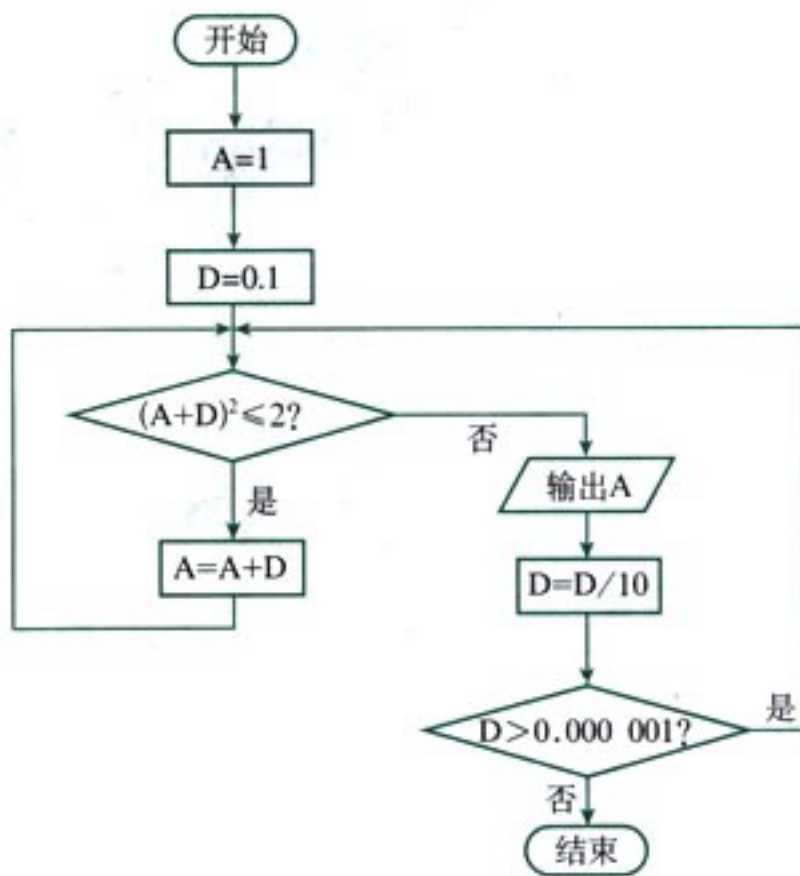 开始
A=1
D=0.1
(A+D)²≤2?
否
是
输出A
A=A+D
D=D/10
D>0.000 001?
是
否
结束